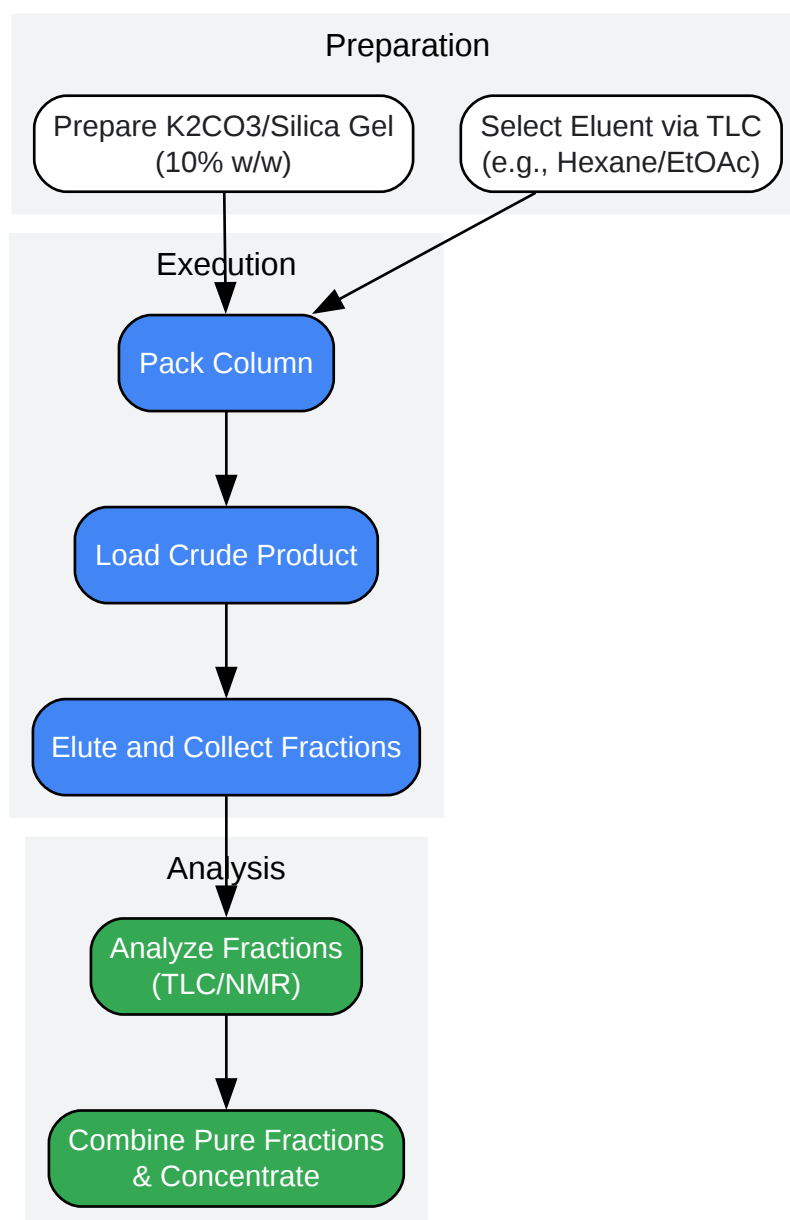 Preparation
Prepare K2CO3/Silica Gel
(10% w/w)
Select Eluent via TLC
(e.g., Hexane/EtOAc)
Execution
Pack Column
Load Crude Product
Elute and Collect Fractions
Analysis
Analyze Fractions
(TLC/NMR)
Combine Pure Fractions
& Concentrate